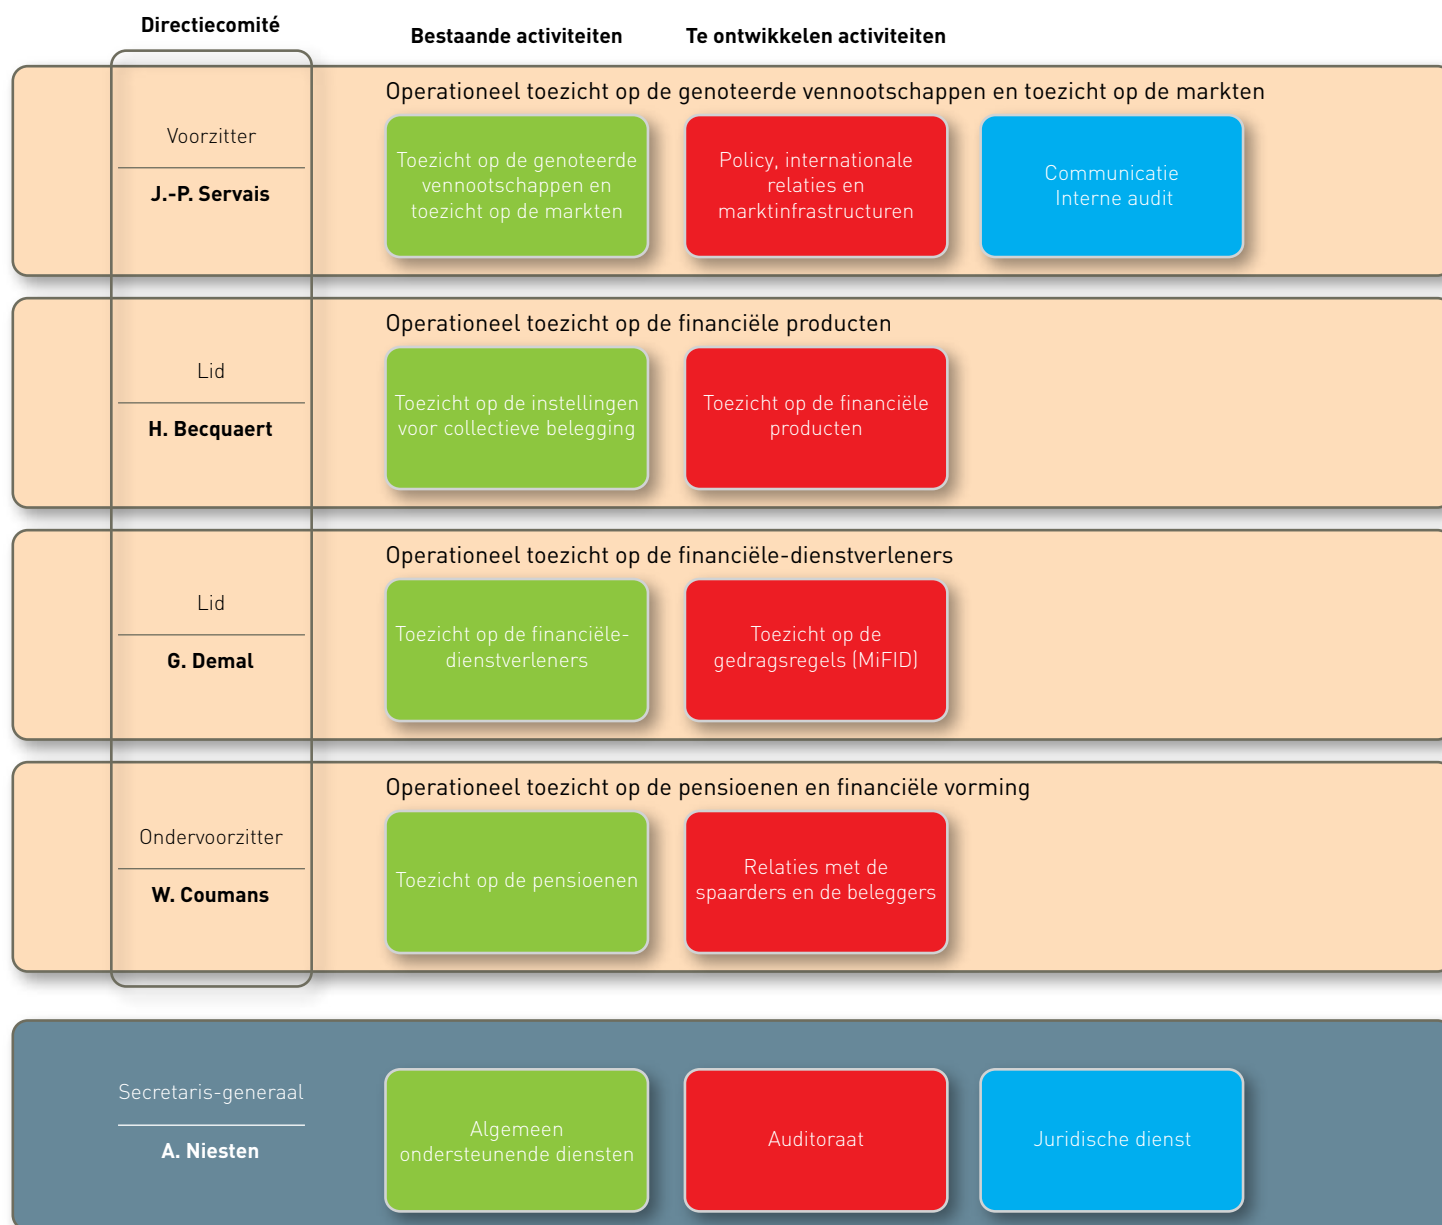 Directiecomité
Bestaande activiteiten
Te ontwikkelen activiteiten
Operationeel toezicht op de genoteerde vennootschappen en toezicht op de markten
Voorzitter
J.-P. Servais
Toezicht op de genoteerde
vennootschappen en
toezicht op de markten
Policy, internationale
relaties en
marktinfrastructuren
Communicatie
Interne audit
Operationeel toezicht op de financiële producten
Lid
H. Becquaert
Toezicht op de instellingen
voor collectieve belegging
Toezicht op de financiële
producten
Operationeel toezicht op de financiële-dienstverleners
Lid
G. Demal
Toezicht op de financiële-
dienstverleners
Toezicht op de
gedragsregels (MiFID)
Operationeel toezicht op de pensioenen en financiële vorming
Ondervoorzitter
W. Coumans
Toezicht op de pensioenen
Relaties met de
spaarders en de beleggers
Secretaris-generaal
A. Niesten
Algemeen
ondersteunende diensten
Auditoraat
Juridische dienst